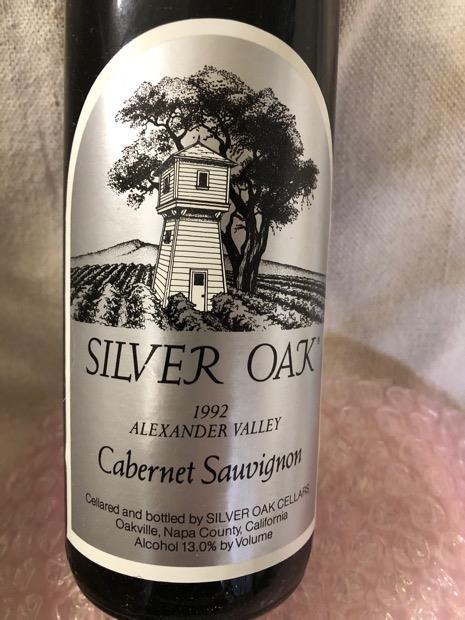 SILVER OAK®
1992
ALEXANDER VALLEY
Cabernet Sauvignon
Cellared and bottled by SILVER OAK CELLARS
Oakville, Napa County, California
Alcohol 13.0% by Volume